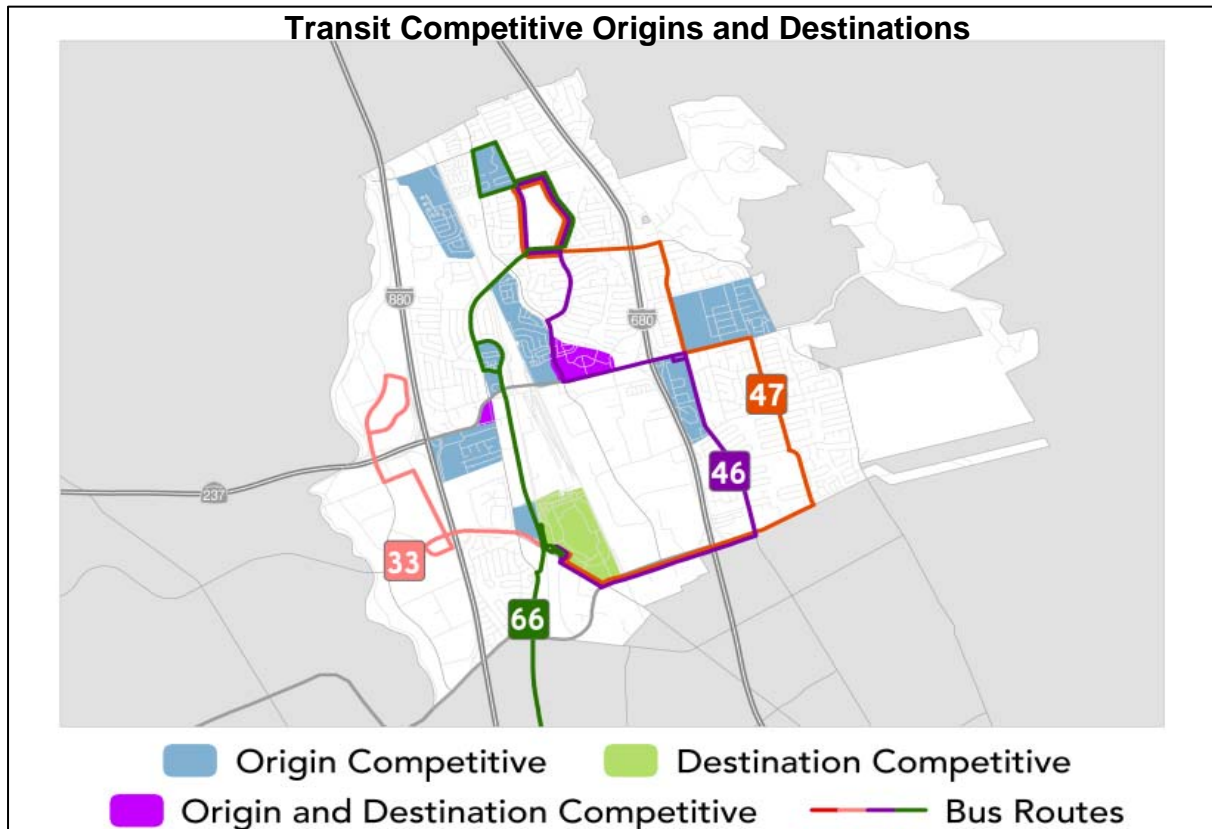 Transit Competitive Origins and Destinations
880
680
47
46
237
33
66
Origin Competitive
Destination Competitive
Origin and Destination Competitive
Bus Routes